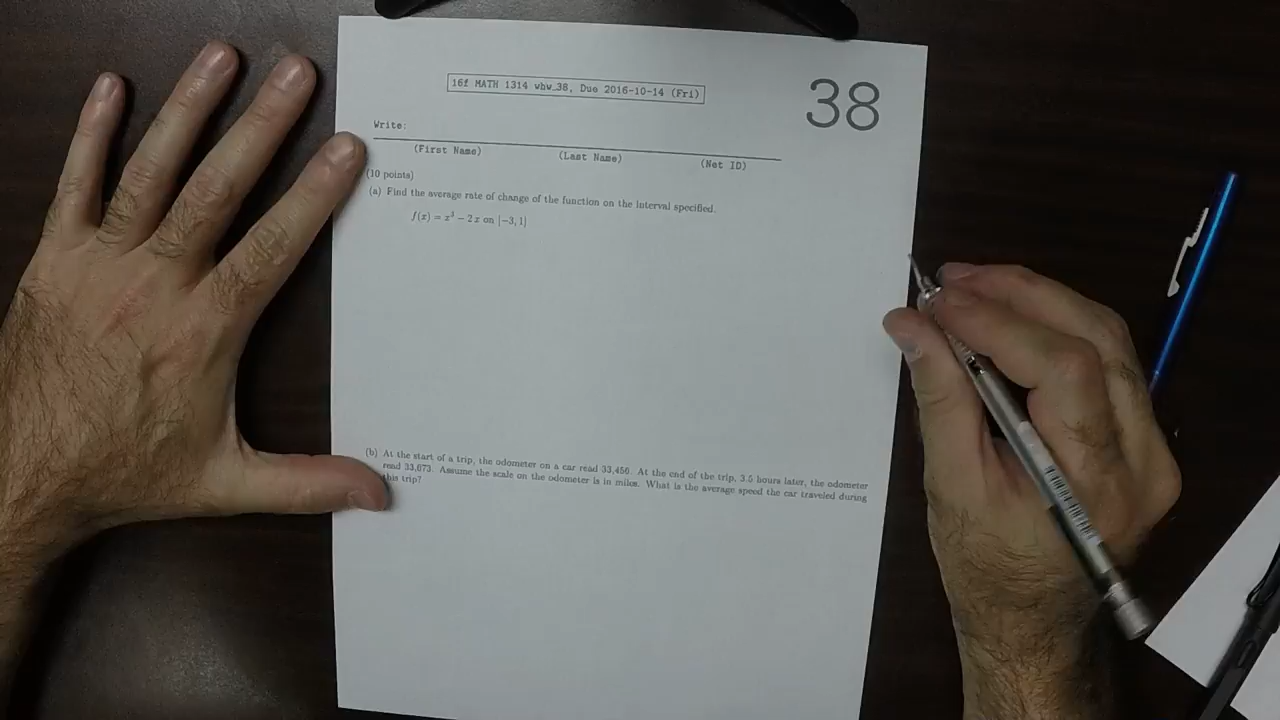 16f MATH 1314 whw_38, Due 2016-10-14 (Fri)
38
Write:
(First Name) (Last Name) (Net ID)
(10 points)
(a) Find the average rate of change of the function on the interval specified.
f(x) = x³ − 2x on [−3, 1]
(b) At the start of a trip, the odometer on a car read 33,456. At the end of the trip, 3.5 hours later, the odometer
read 33,673. Assume the scale on the odometer is in miles. What is the average speed the car traveled during
this trip?